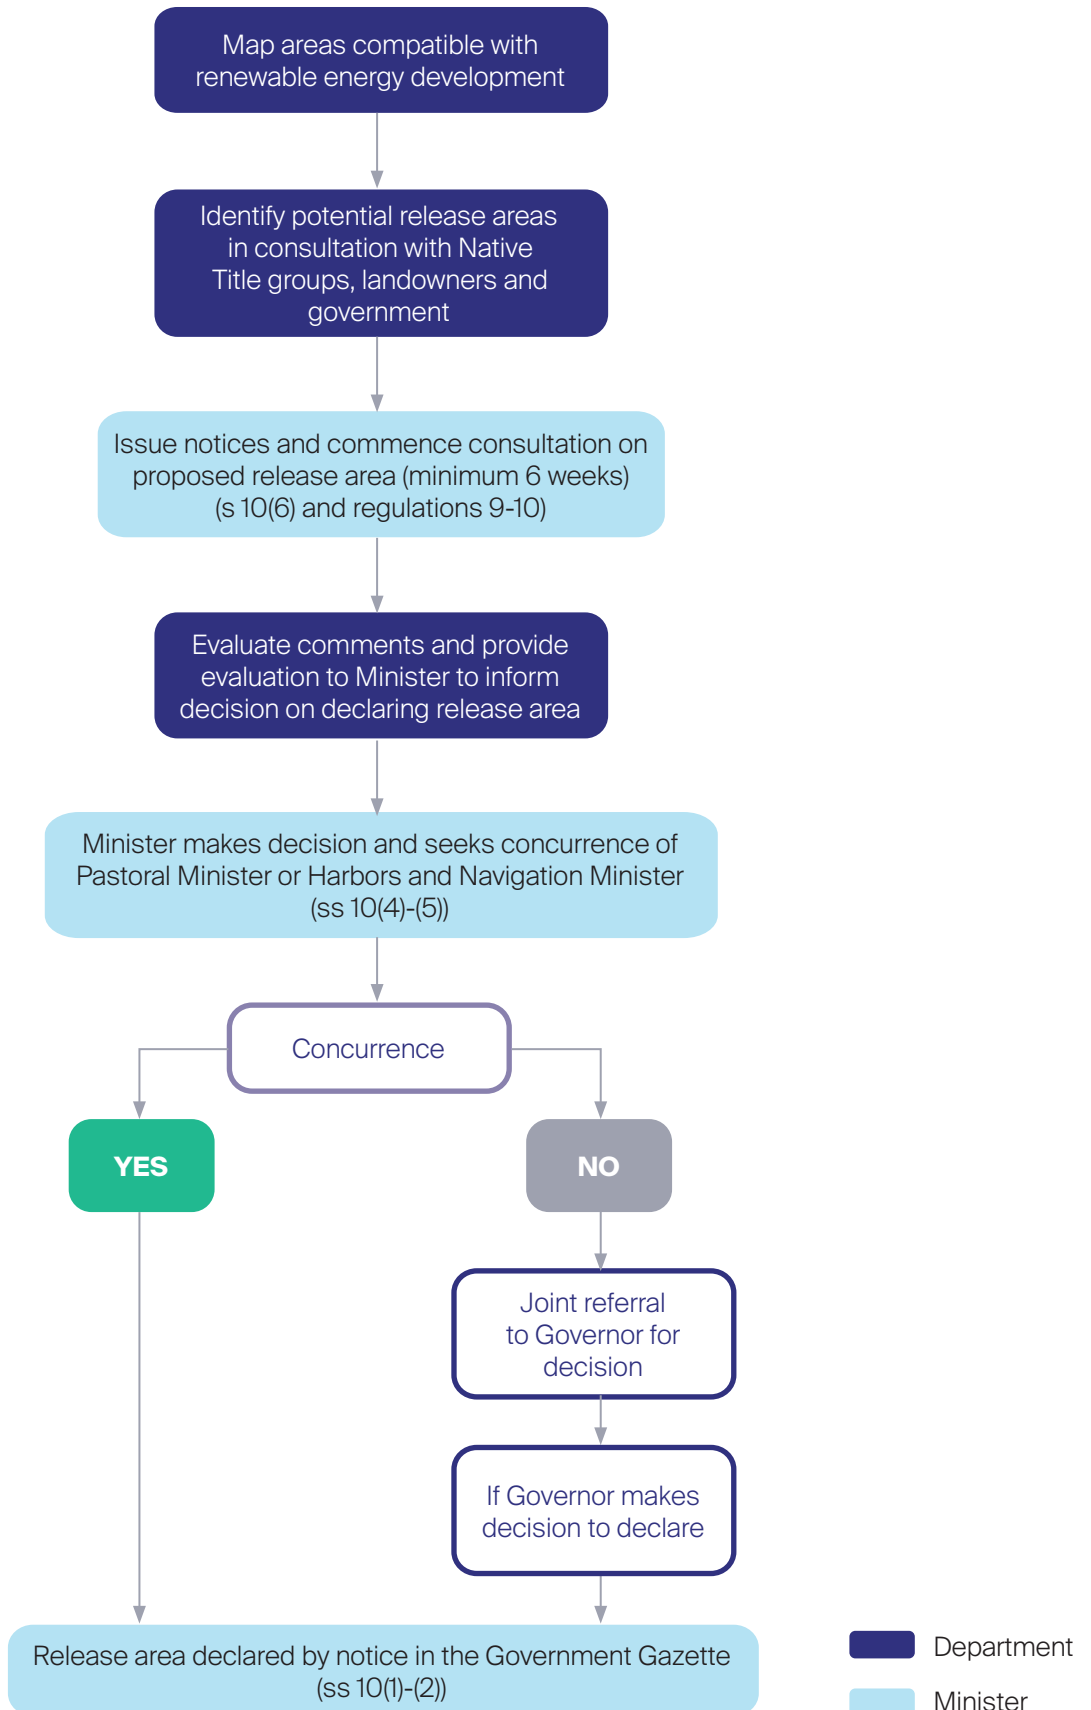 Map areas compatible with
renewable energy development
Identify potential release areas
in consultation with Native
Title groups, landowners and
government
Issue notices and commence consultation on
proposed release area (minimum 6 weeks)
(s 10(6) and regulations 9-10)
Evaluate comments and provide
evaluation to Minister to inform
decision on declaring release area
Minister makes decision and seeks concurrence of
Pastoral Minister or Harbors and Navigation Minister
(ss 10(4)-(5))
Concurrence
YES
NO
Joint referral
to Governor for
decision
If Governor makes
decision to declare
Release area declared by notice in the Government Gazette
(ss 10(1)-(2))
Department
Minister